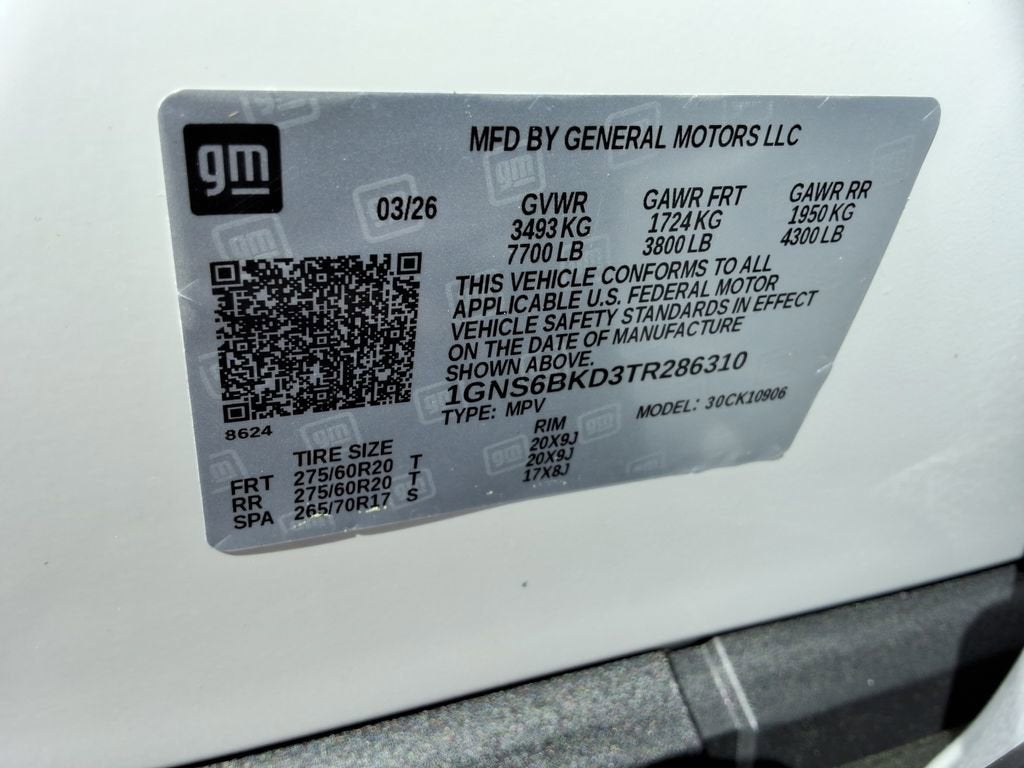 gm
MFD BY GENERAL MOTORS LLC
03/26
GVWR GAWR FRT GAWR RR
3493 KG 1724 KG 1950 KG
7700 LB 3800 LB 4300 LB
THIS VEHICLE CONFORMS TO ALL
APPLICABLE U.S. FEDERAL MOTOR
VEHICLE SAFETY STANDARDS IN EFFECT
ON THE DATE OF MANUFACTURE
SHOWN ABOVE.
1GNS6BKD3TR286310
TYPE: MPV MODEL: 30CK10906
8624
TIRE SIZE RIM
FRT 275/60R20 T 20X9J
RR 275/60R20 T 20X9J
SPA 265/70R17 S 17X8J